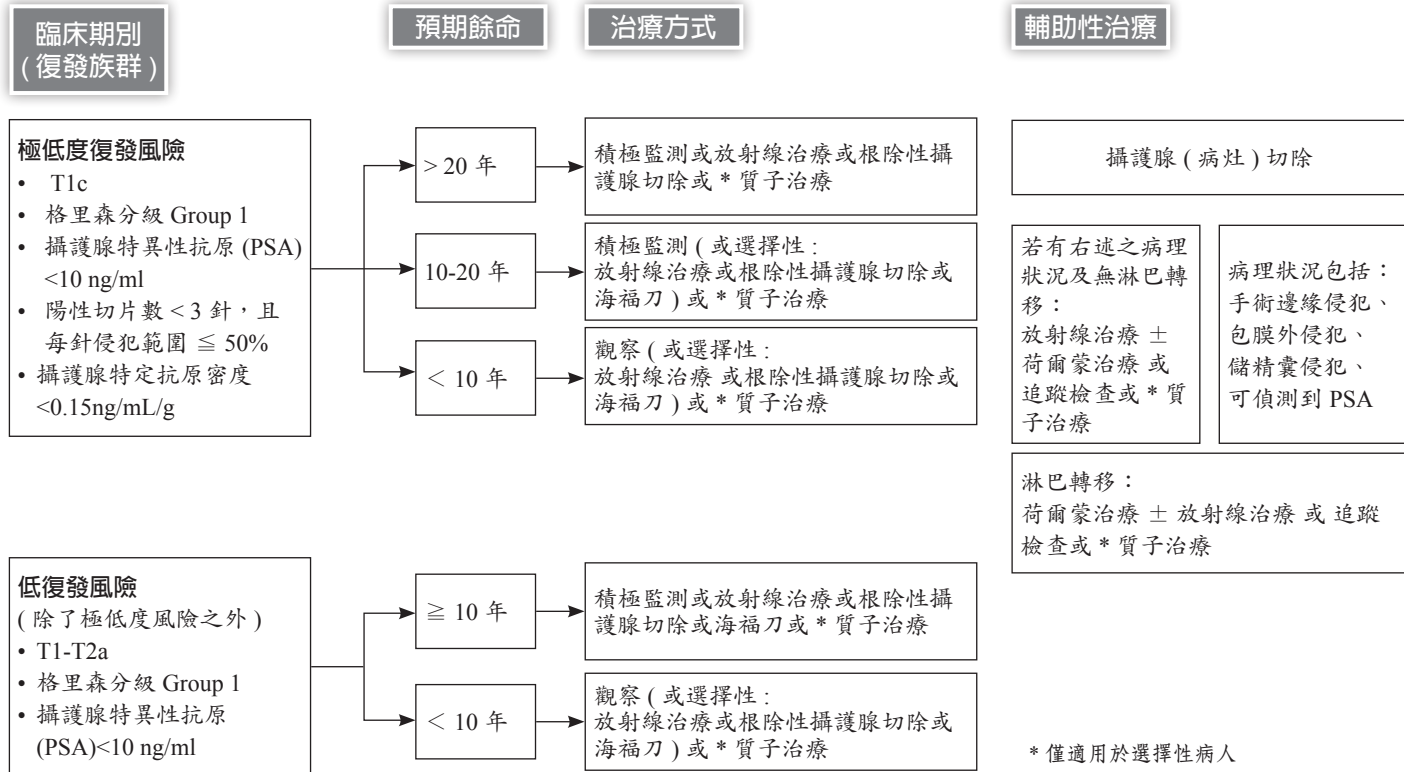 臨床期別
( 復發族群 )
預期餘命
治療方式
輔助性治療
極低度復發風險
• T1c
• 格里森分級 Group 1
• 攝護腺特異性抗原 (PSA)
<10 ng/ml
• 陽性切片數 < 3 針，且
每針侵犯範圍 ≦ 50%
• 攝護腺特定抗原密度
<0.15ng/mL/g
> 20 年
積極監測或放射線治療或根除性攝
護腺切除或 * 質子治療
10-20 年
積極監測 ( 或選擇性 :
放射線治療或根除性攝護腺切除或
海福刀 ) 或 * 質子治療
< 10 年
觀察 ( 或選擇性 :
放射線治療 或根除性攝護腺切除或
海福刀 ) 或 * 質子治療
攝護腺 ( 病灶 ) 切除
若有右述之病理
狀況及無淋巴轉
移：
放射線治療 ±
荷爾蒙治療 或
追蹤檢查或 * 質
子治療
病理狀況包括：
手術邊緣侵犯、
包膜外侵犯、
儲精囊侵犯、
可偵測到 PSA
淋巴轉移：
荷爾蒙治療 ± 放射線治療 或 追蹤
檢查或 * 質子治療
低復發風險
( 除了極低度風險之外 )
• T1-T2a
• 格里森分級 Group 1
• 攝護腺特異性抗原
(PSA)<10 ng/ml
≧ 10 年
積極監測或放射線治療或根除性攝
護腺切除或海福刀或 * 質子治療
< 10 年
觀察 ( 或選擇性 :
放射線治療或根除性攝護腺切除或
海福刀 ) 或 * 質子治療
* 僅適用於選擇性病人